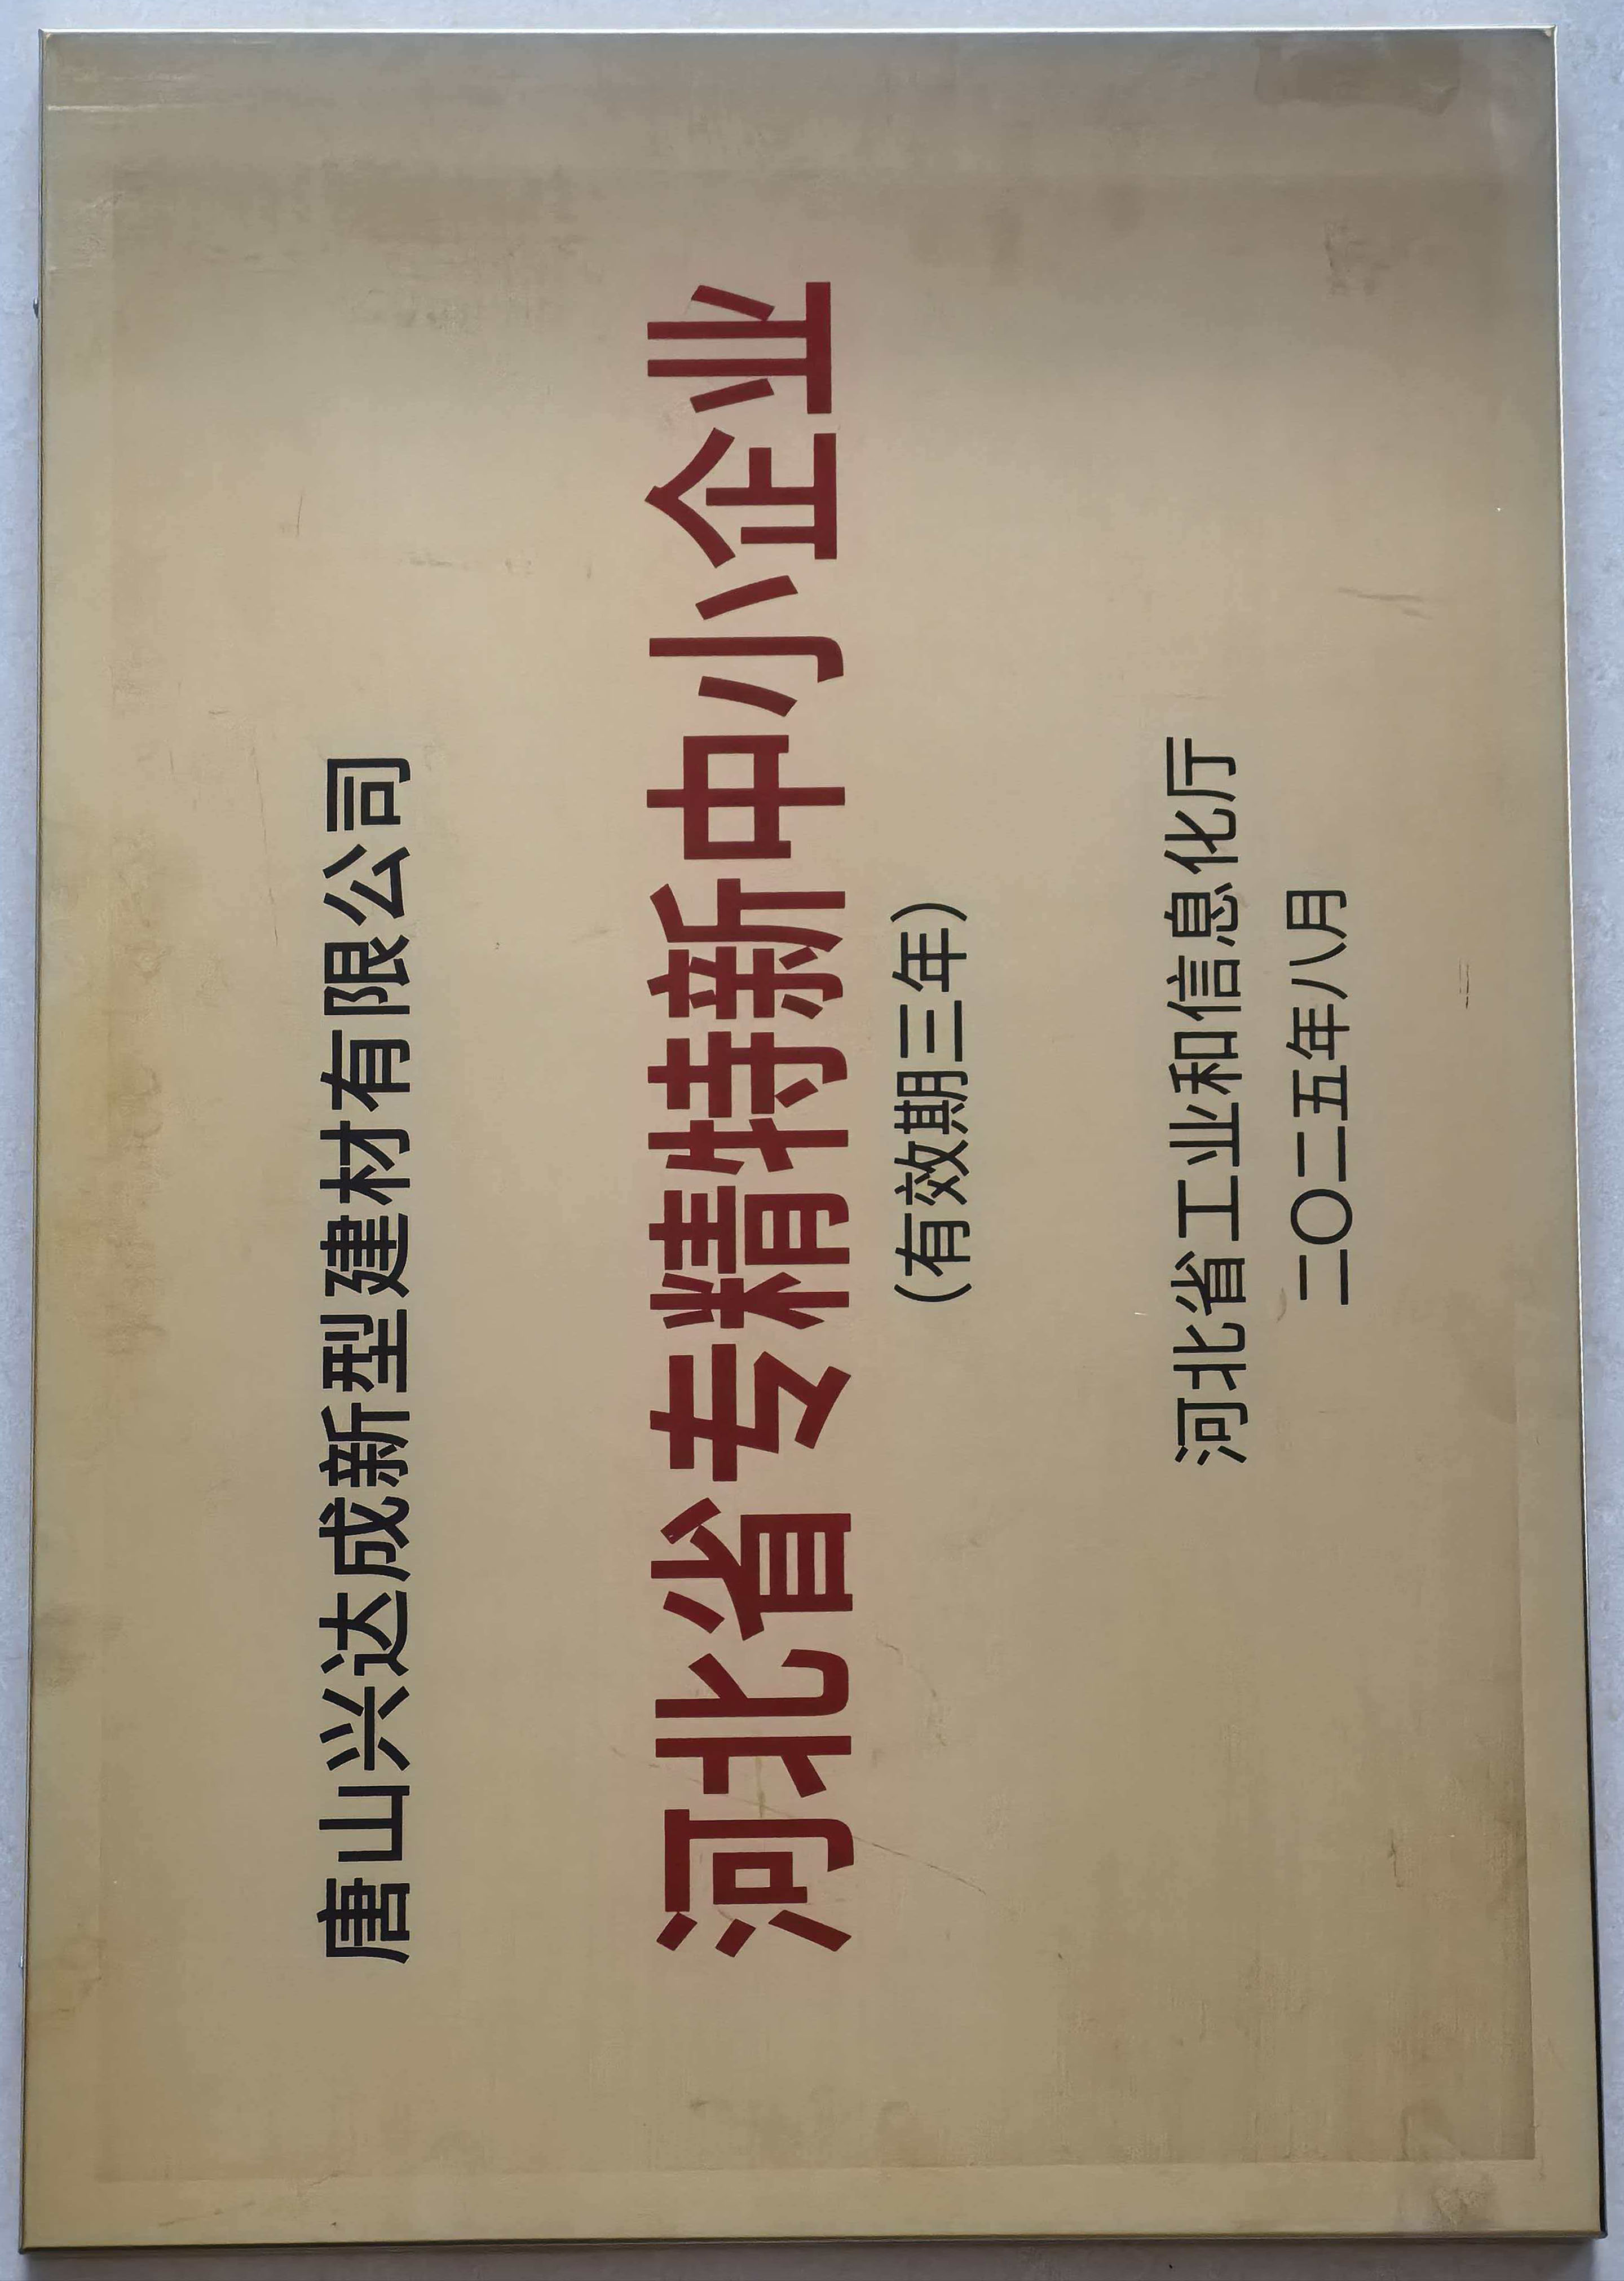 唐山兴达成新型建材有限公司
河北省专精特新中小企业
(有效期三年)
河北省工业和信息化厅
二〇二五年八月